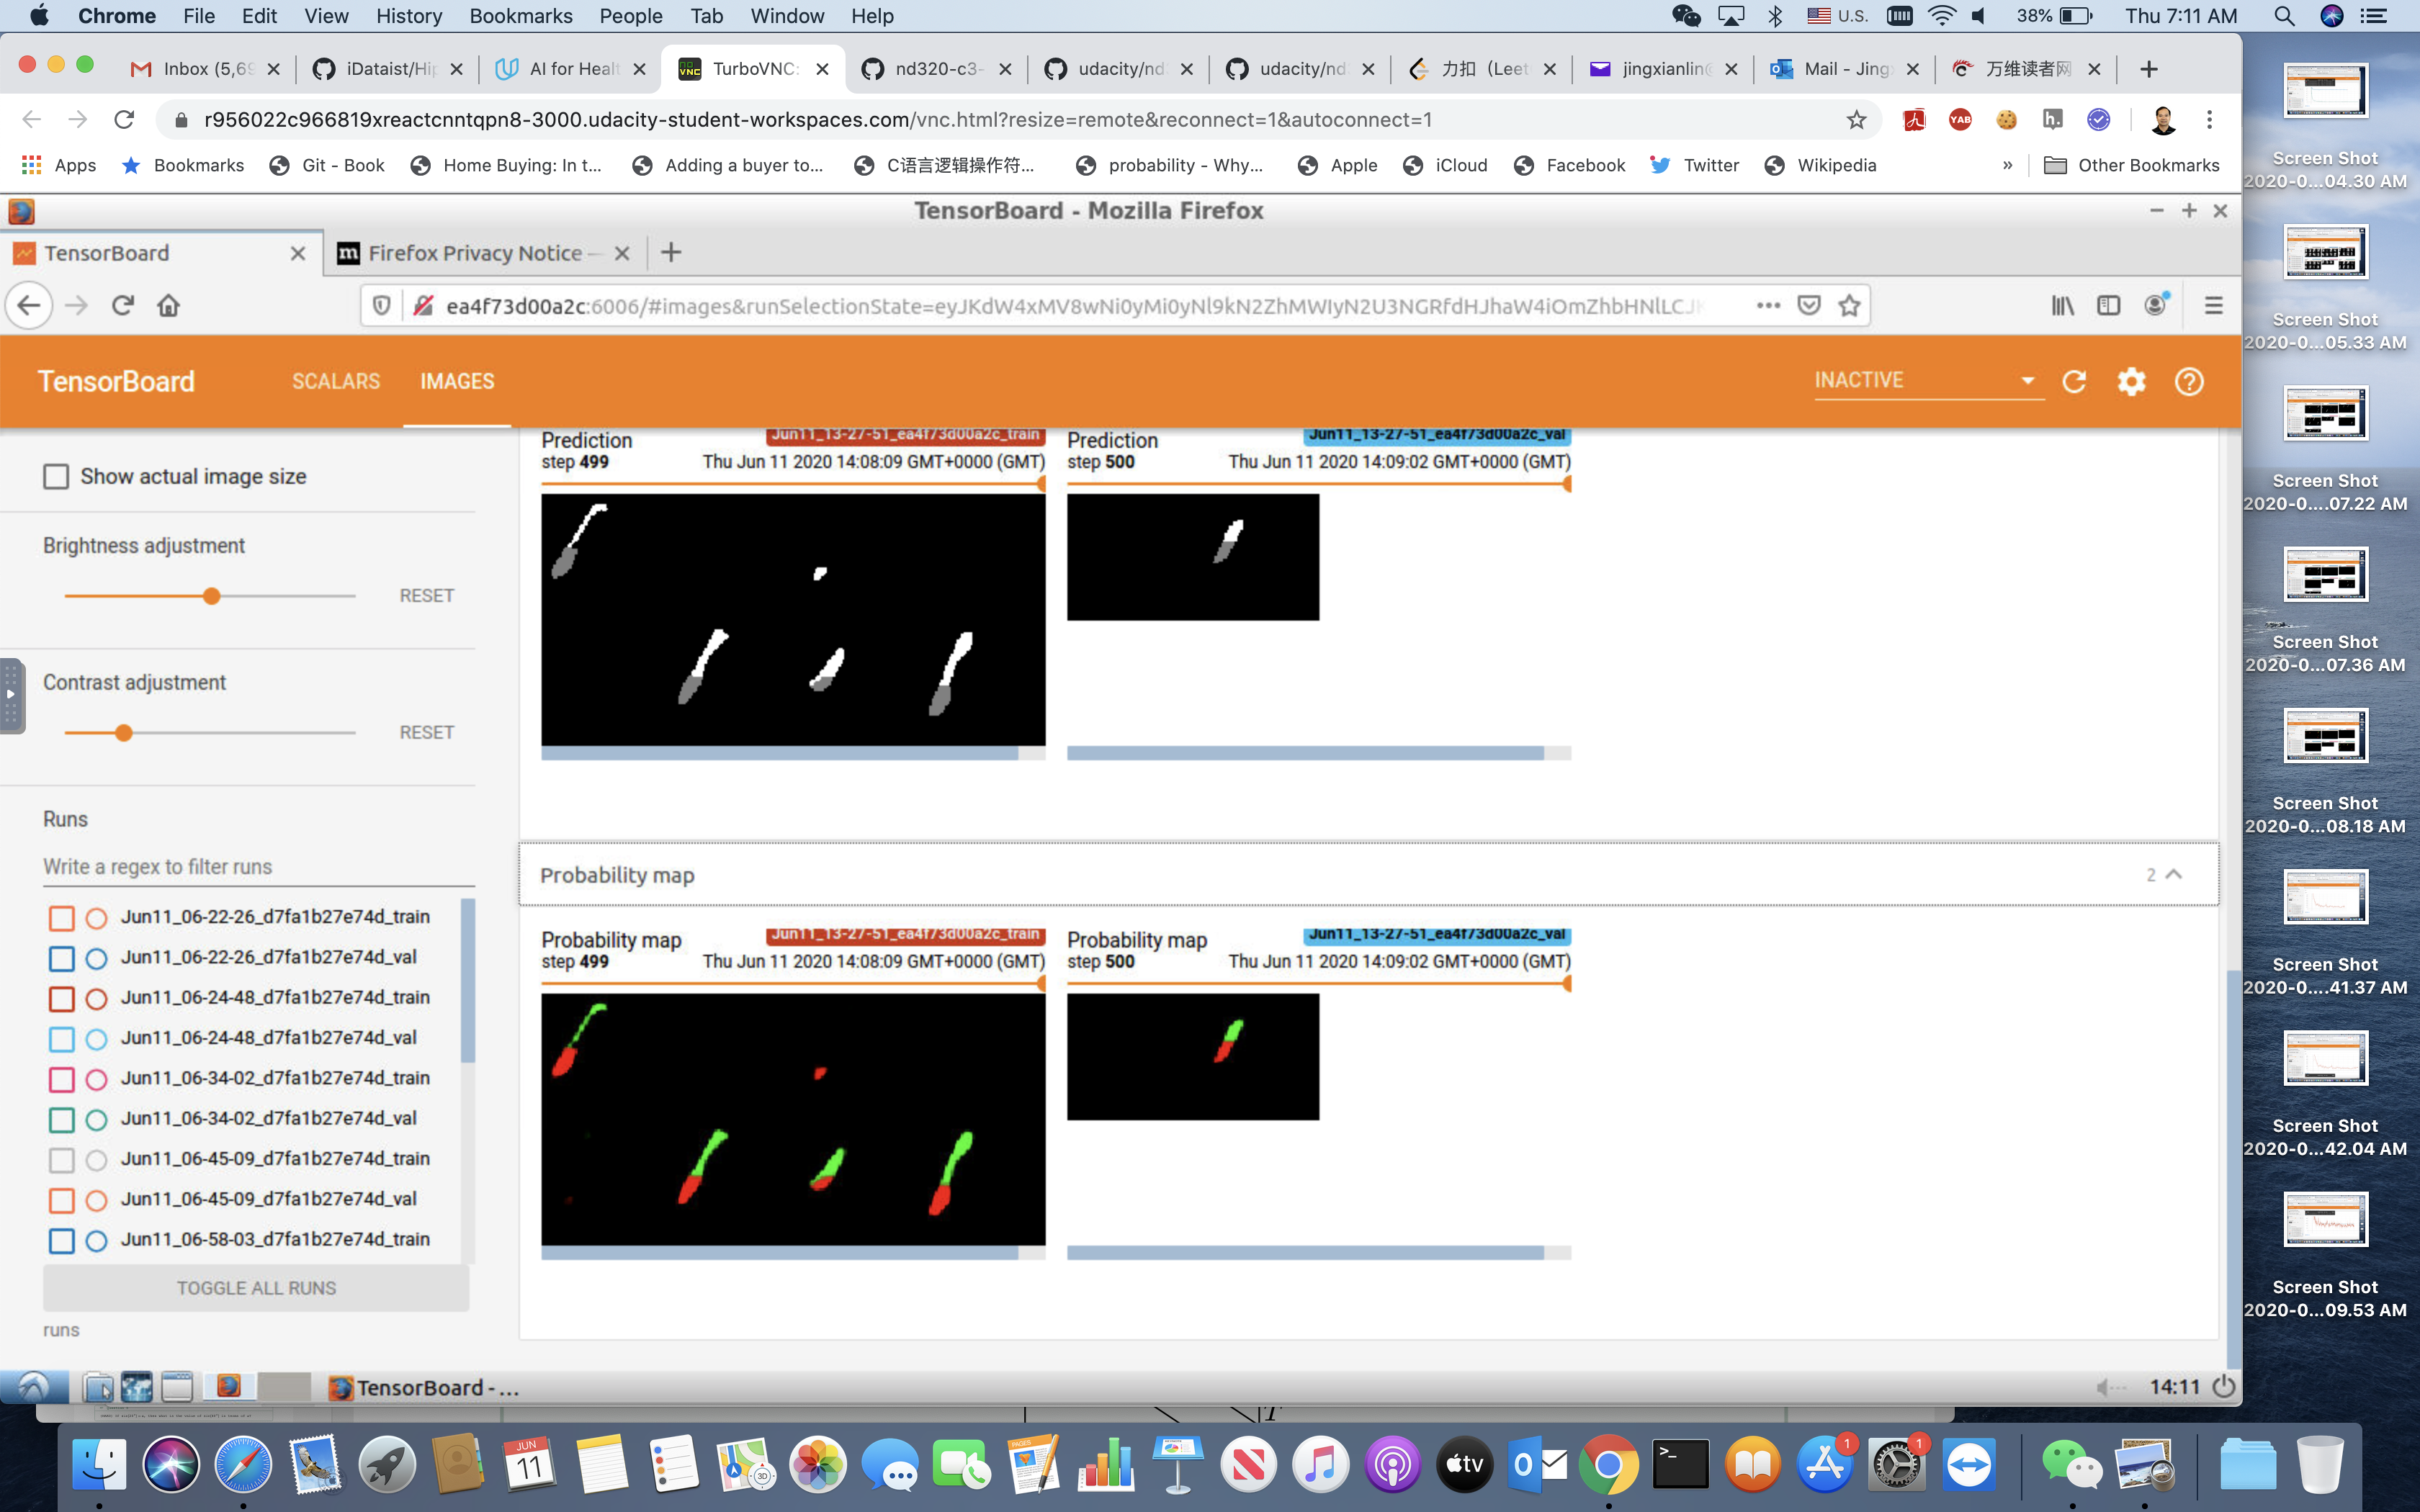 Chrome File Edit View History Bookmarks People Tab Window Help U.S. 38% Thu 7:11 AM
Inbox (5,69 iDataist/Hip AI for Healt TurboVNC: nd320-c3- udacity/nd udacity/nd 力扣 (Leet jingxianlin@ Mail - Jing 万维读者网
r956022c966819xreactcnntqpn8-3000.udacity-student-workspaces.com/vnc.html?resize=remote&reconnect=1&autoconnect=1
Apps Bookmarks Git - Book Home Buying: In t... Adding a buyer to... C语言逻辑操作符... probability - Why... Apple iCloud Facebook Twitter Wikipedia » Other Bookmarks
TensorBoard - Mozilla Firefox
TensorBoard Firefox Privacy Notice —
ea4f73d00a2c:6006/#images&runSelectionState=eyJKdW4xMV8wNi0yMi0yNl9kN2ZhMWIyN2U3NGRfdHJhaW4iOmZhbHNlLCJK
TensorBoard SCALARS IMAGES INACTIVE
Show actual image size
Brightness adjustment
RESET
Contrast adjustment
RESET
Runs
Write a regex to filter runs
Jun11_06-22-26_d7fa1b27e74d_train
Jun11_06-22-26_d7fa1b27e74d_val
Jun11_06-24-48_d7fa1b27e74d_train
Jun11_06-24-48_d7fa1b27e74d_val
Jun11_06-34-02_d7fa1b27e74d_train
Jun11_06-34-02_d7fa1b27e74d_val
Jun11_06-45-09_d7fa1b27e74d_train
Jun11_06-45-09_d7fa1b27e74d_val
Jun11_06-58-03_d7fa1b27e74d_train
TOGGLE ALL RUNS
runs
Prediction Jun11_13-27-51_ea4f73d00a2c_train
step 499 Thu Jun 11 2020 14:08:09 GMT+0000 (GMT)
Prediction Jun11_13-27-51_ea4f73d00a2c_val
step 500 Thu Jun 11 2020 14:09:02 GMT+0000 (GMT)
Probability map 2
Probability map Jun11_13-27-51_ea4f73d00a2c_train
step 499 Thu Jun 11 2020 14:08:09 GMT+0000 (GMT)
Probability map Jun11_13-27-51_ea4f73d00a2c_val
step 500 Thu Jun 11 2020 14:09:02 GMT+0000 (GMT)
TensorBoard - ... 14:11
Screen Shot
2020-0...04.30 AM
Screen Shot
2020-0...05.33 AM
Screen Shot
2020-0....07.22 AM
Screen Shot
2020-0...07.36 AM
Screen Shot
2020-0...08.18 AM
Screen Shot
2020-0....41.37 AM
Screen Shot
2020-0...42.04 AM
Screen Shot
2020-0...09.53 AM
JUN
11
PAGES
3D
tv
1
1